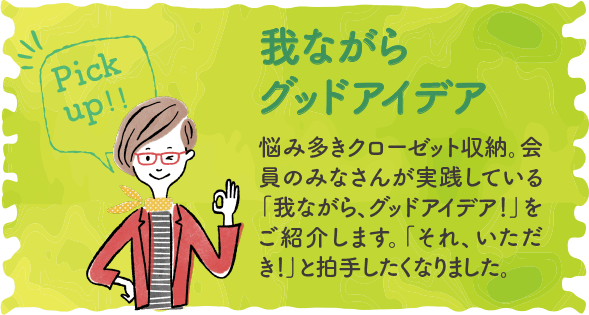 Pick
up!!
我ながら
グッドアイデア
悩み多きクローゼット収納。会
員のみなさんが実践している
「我ながら、グッドアイデア!」を
ご紹介します。「それ、いただ
き!」と拍手したくなりました。